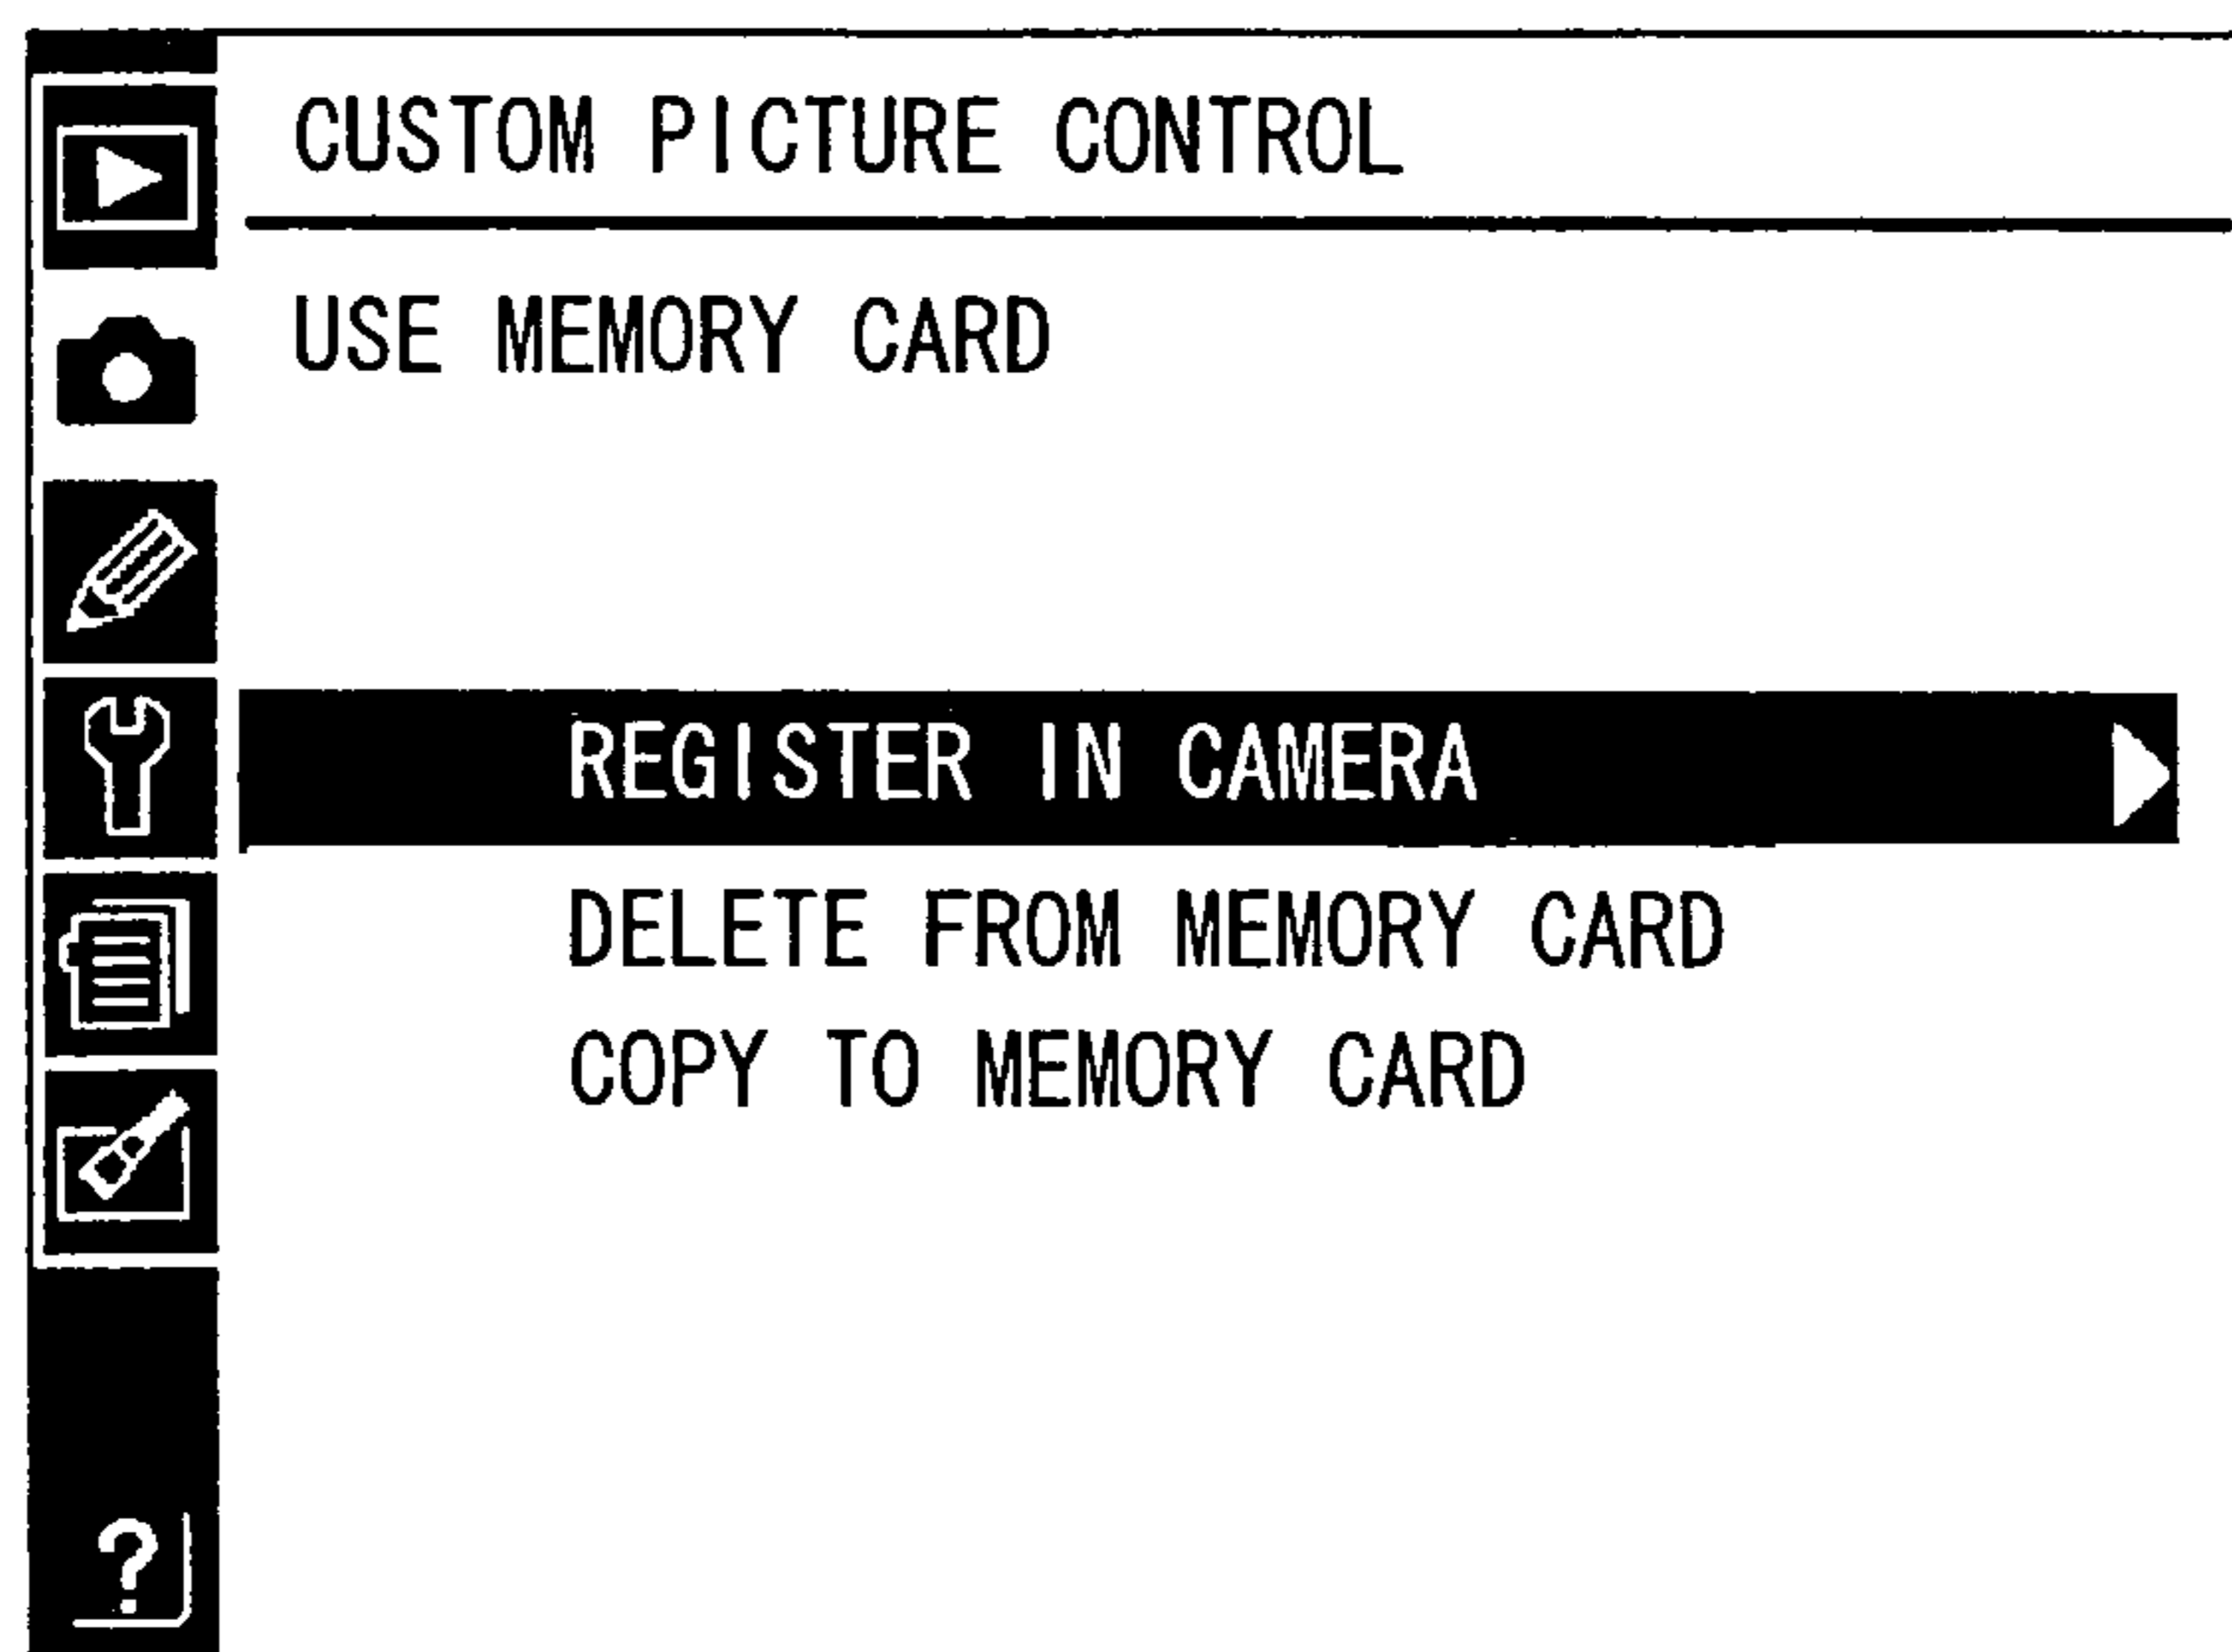 CUSTOM PICTURE CONTROL
USE MEMORY CARD
REGISTER IN CAMERA
DELETE FROM MEMORY CARD
COPY TO MEMORY CARD
?